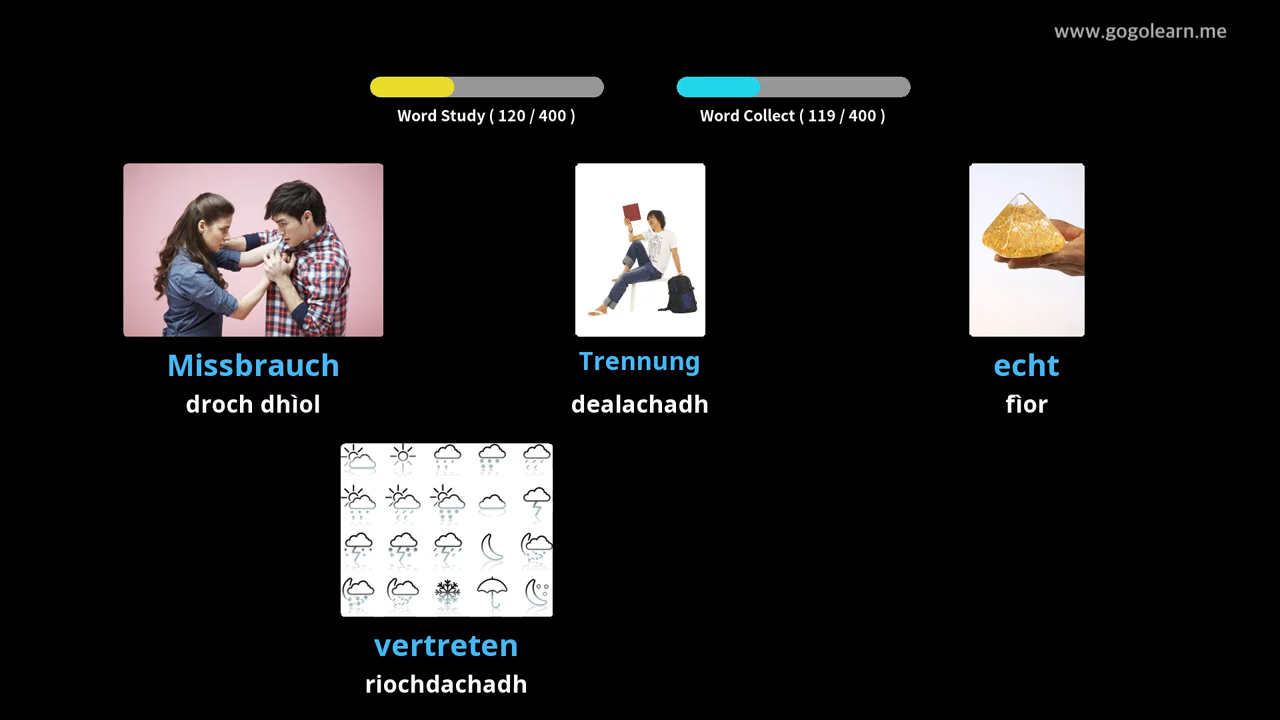 www.gogolearn.me
Word Study ( 120 / 400 )
Word Collect ( 119 / 400 )
Missbrauch
droch dhìol
Trennung
dealachadh
echt
fìor
vertreten
riochdachadh